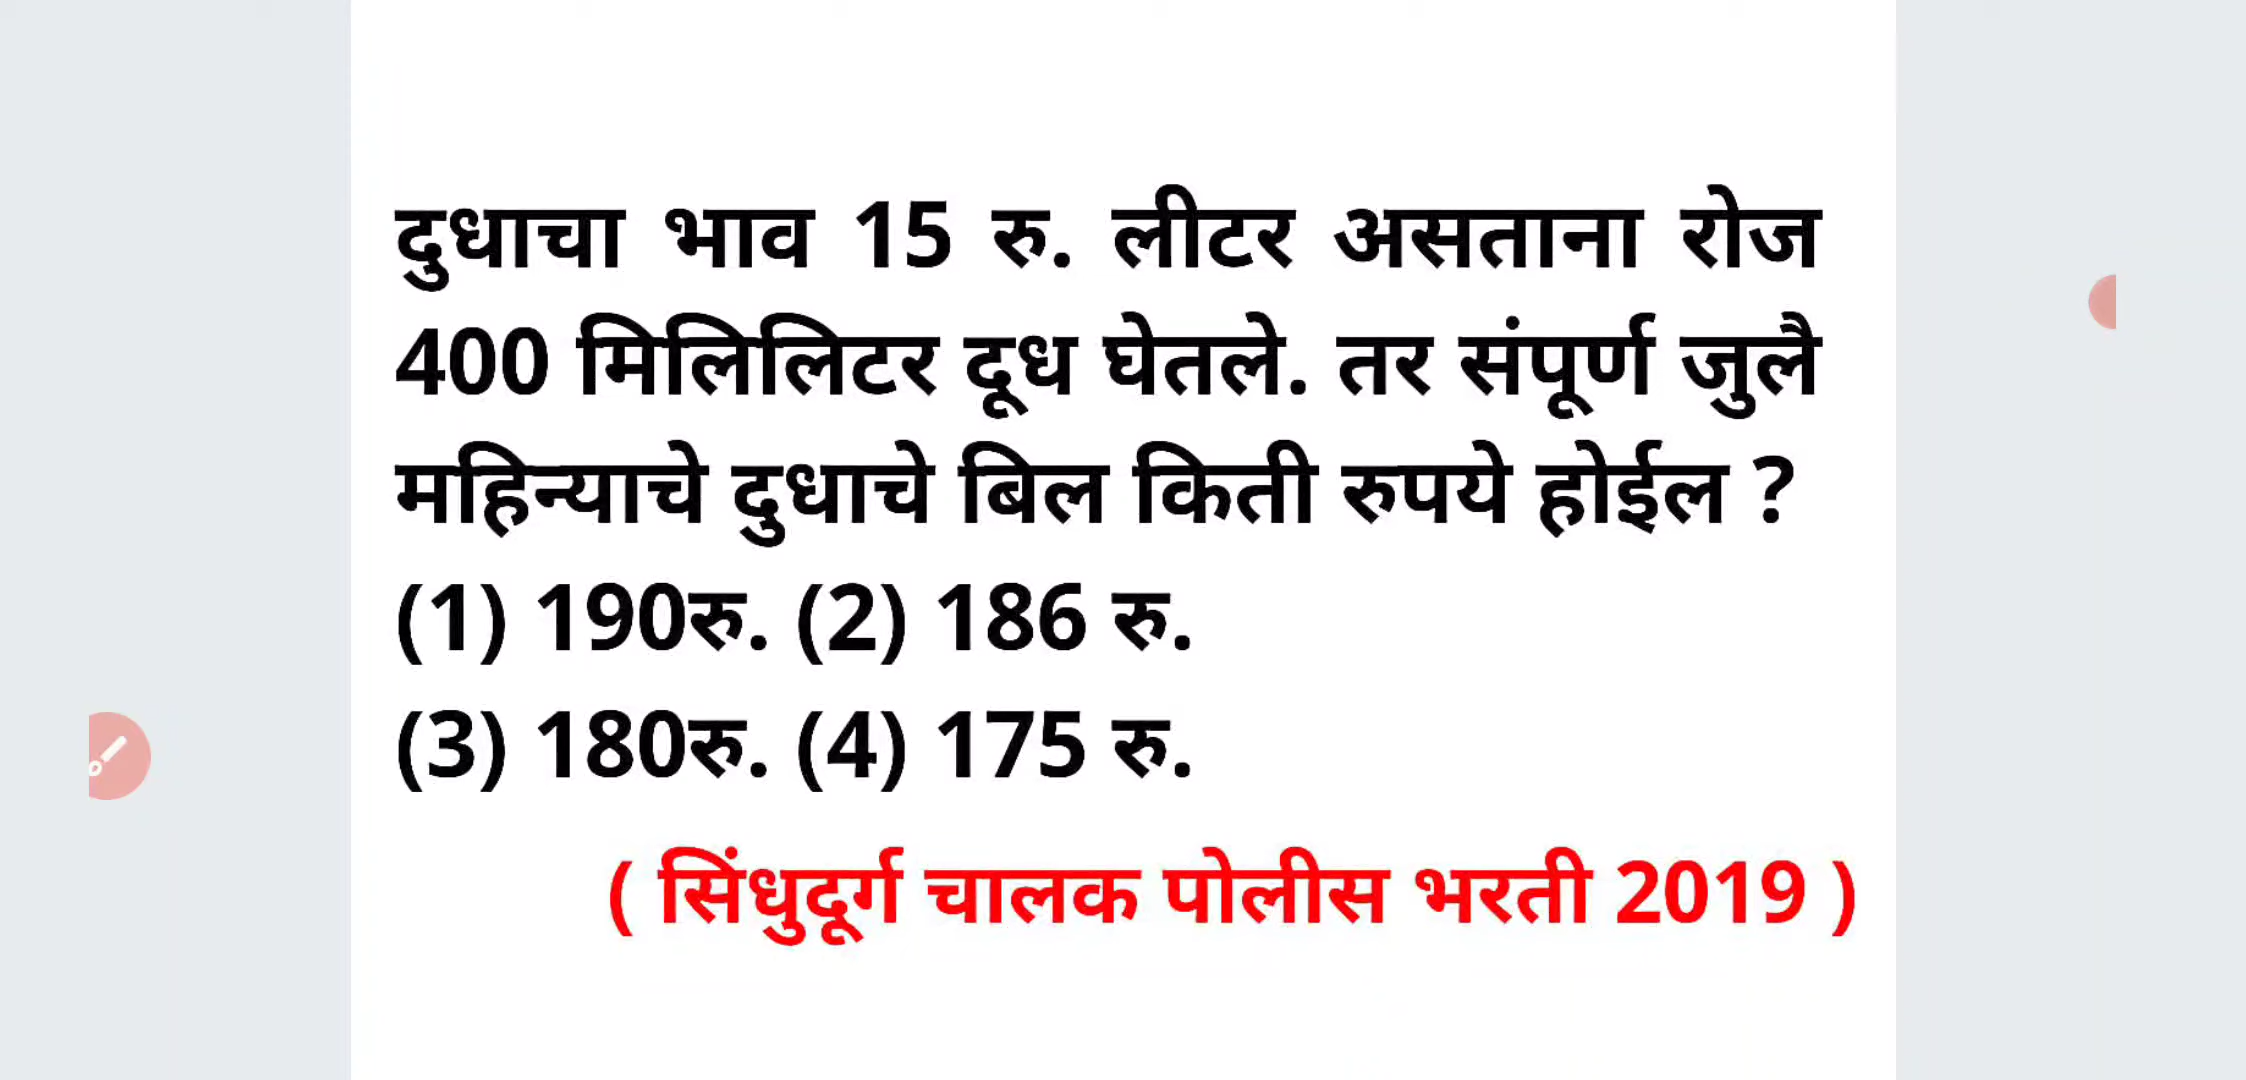 दुधाचा भाव 15 रु. लीटर असताना रोज
400 मिलिलिटर दूध घेतले. तर संपूर्ण जुलै
महिन्याचे दुधाचे बिल किती रुपये होईल ?
(1) 190रु. (2) 186 रु.
(3) 180रु. (4) 175 रु.
( सिंधुदूर्ग चालक पोलीस भरती 2019 )